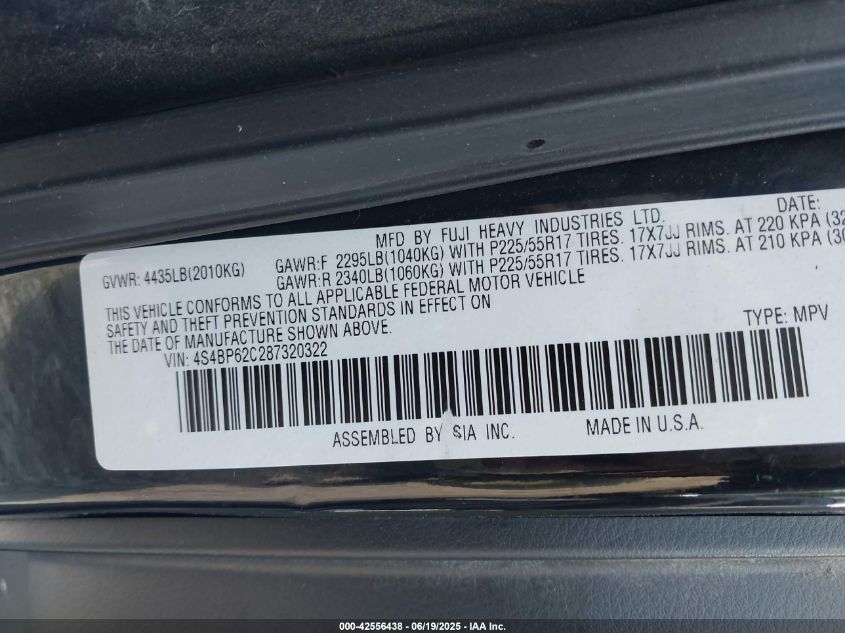 MFD BY FUJI HEAVY INDUSTRIES LTD. DATE:
GVWR: 4435LB(2010KG) GAWR:F 2295LB(1040KG) WITH P225/55R17 TIRES. 17X7JJ RIMS. AT 220 KPA (32
GAWR:R 2340LB(1060KG) WITH P225/55R17 TIRES. 17X7JJ RIMS. AT 210 KPA (30
THIS VEHICLE CONFORMS TO ALL APPLICABLE FEDERAL MOTOR VEHICLE
SAFETY AND THEFT PREVENTION STANDARDS IN EFFECT ON
THE DATE OF MANUFACTURE SHOWN ABOVE.
VIN: 4S4BP62C287320322 TYPE: MPV
ASSEMBLED BY SIA INC. MADE IN U.S.A.
000-42556438 - 06/19/2025 - IAA Inc.